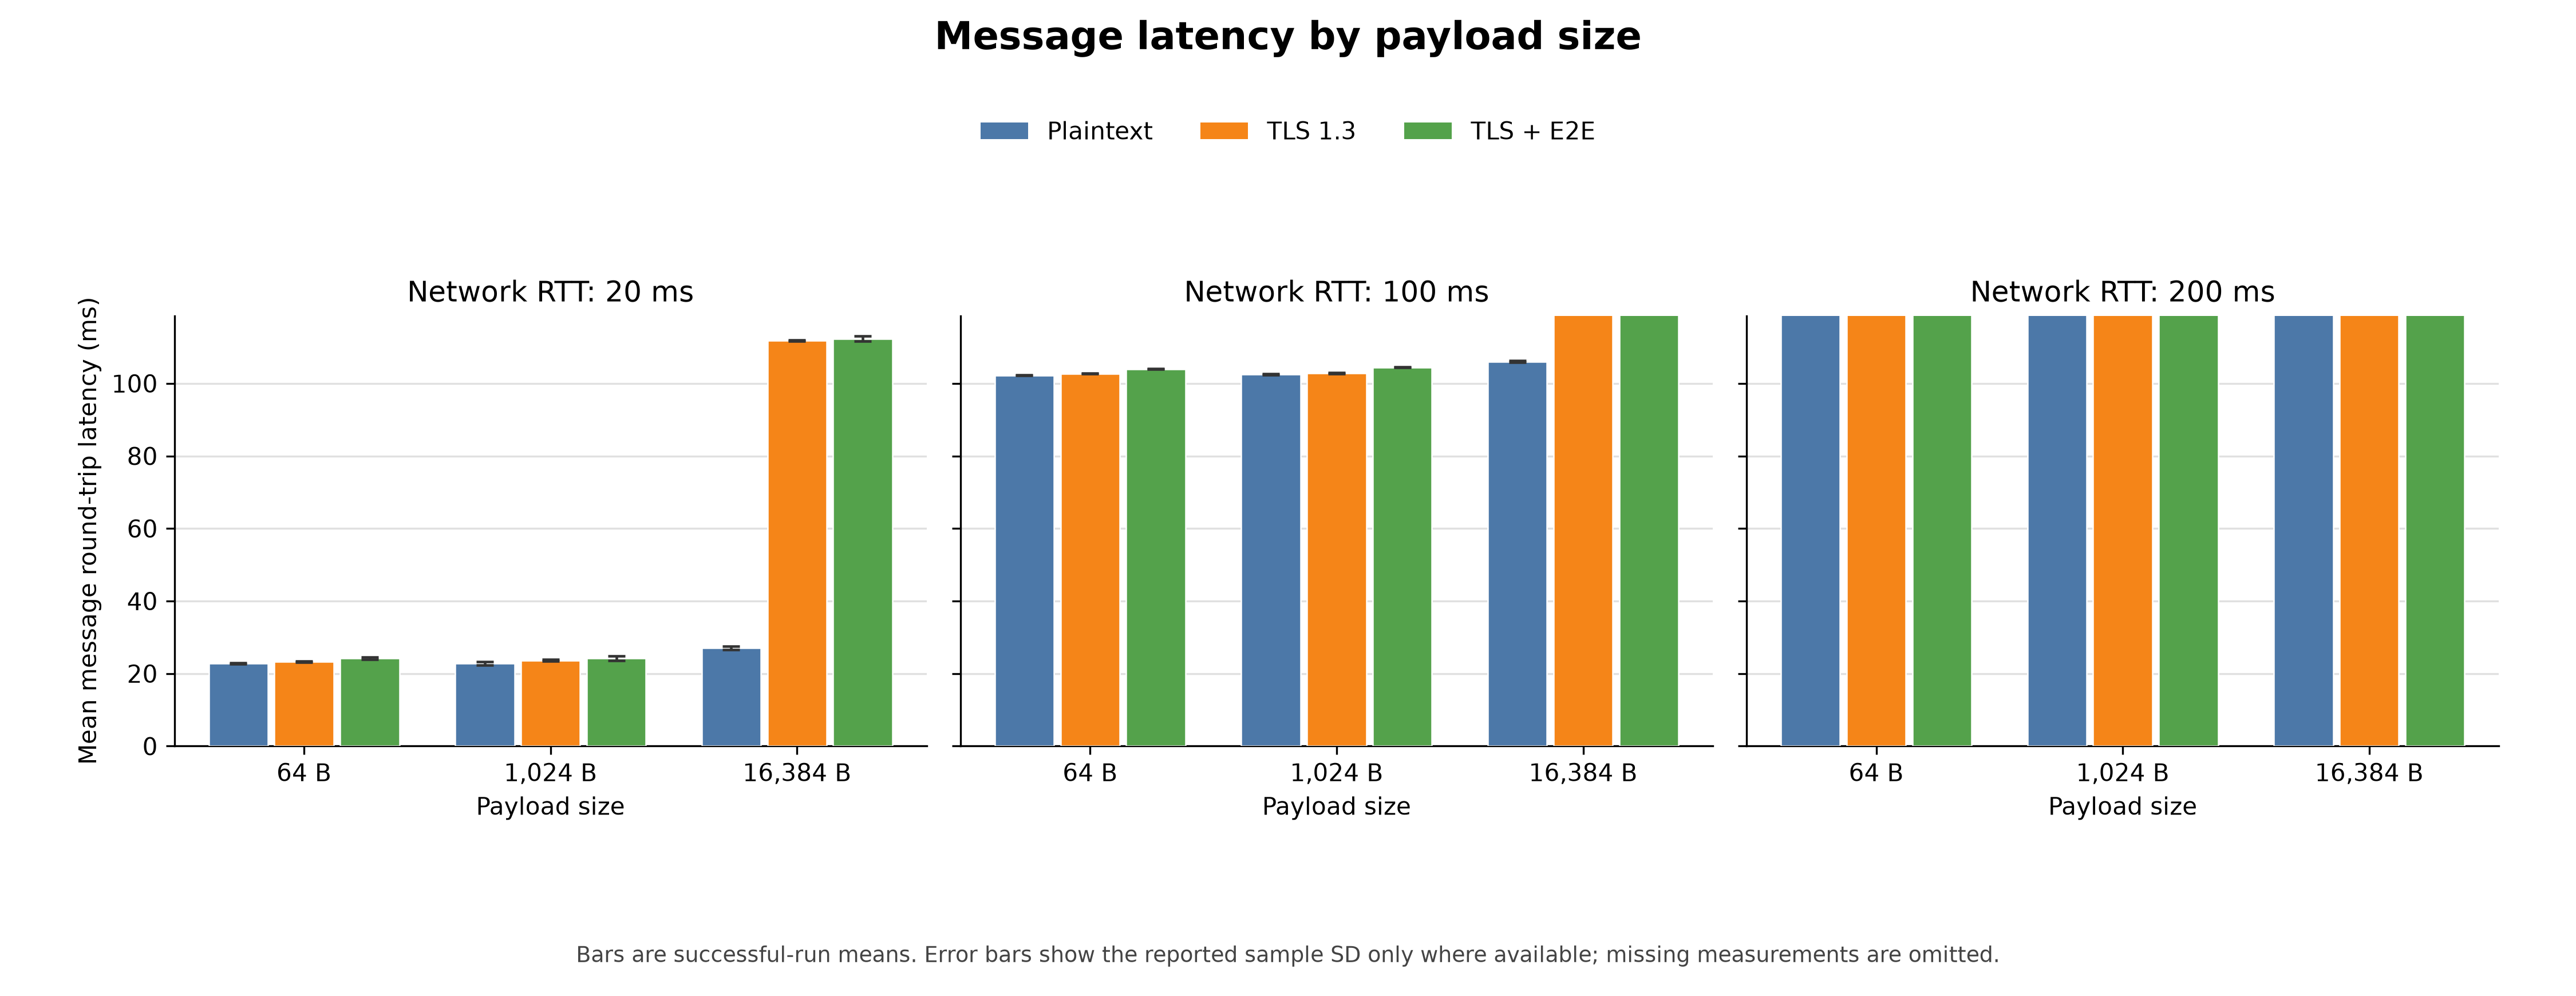 Message latency by payload size
Plaintext TLS 1.3 TLS + E2E
Network RTT: 20 ms
Network RTT: 100 ms
Network RTT: 200 ms
Mean message round-trip latency (ms)
100
80
60
40
20
0
64 B 1,024 B 16,384 B
Payload size
64 B 1,024 B 16,384 B
Payload size
64 B 1,024 B 16,384 B
Payload size
Bars are successful-run means. Error bars show the reported sample SD only where available; missing measurements are omitted.